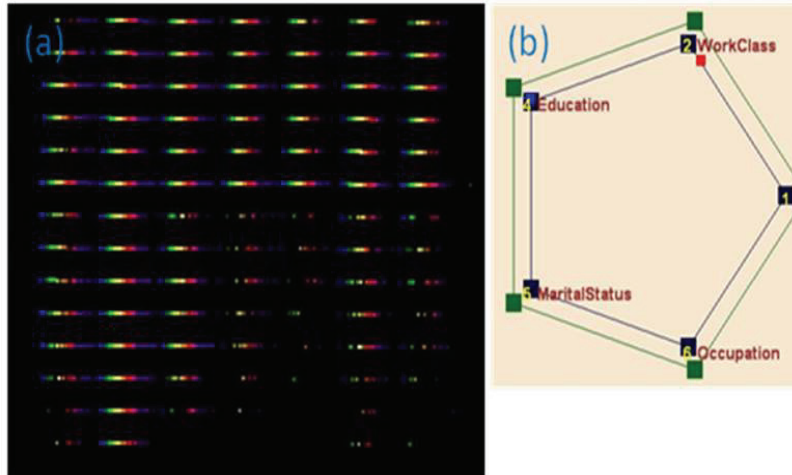 (a)
(b)
2 WorkClass
4 Education
1
5 MaritalStatus
6 Occupation